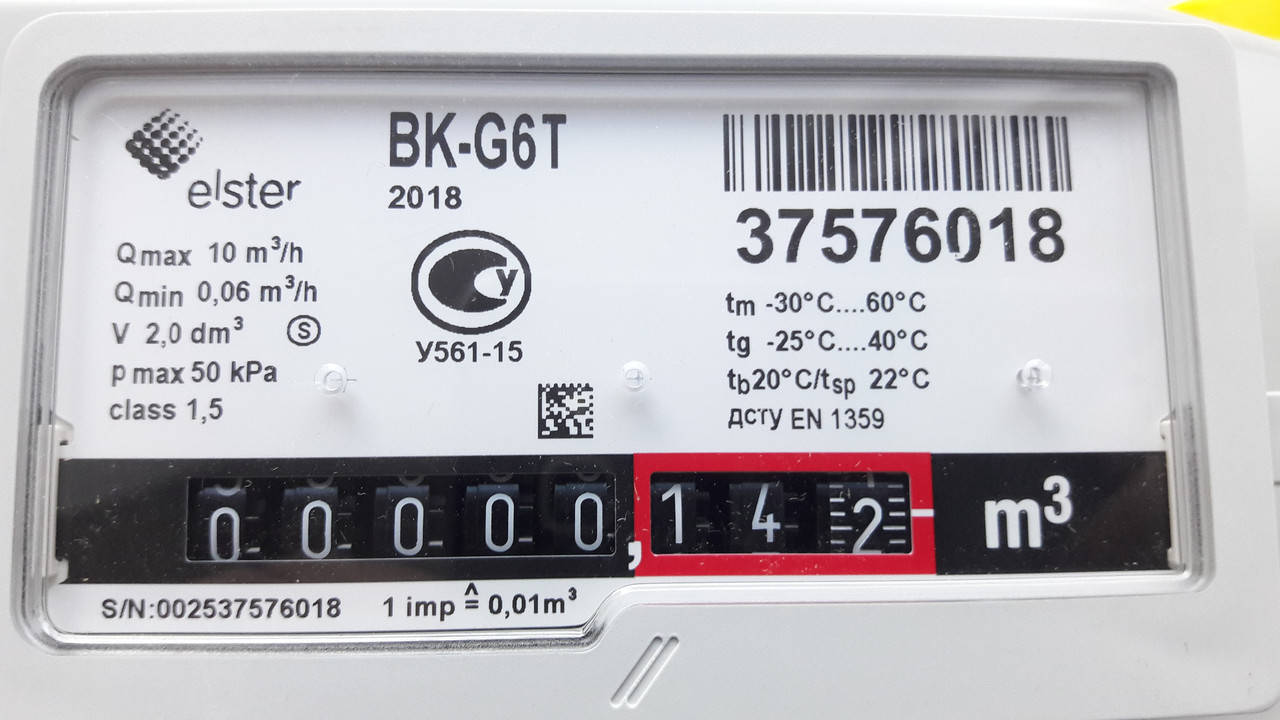 elster
BK-G6T
2018
37576018
Qmax 10 m³/h
Qmin 0,06 m³/h
V 2,0 dm³ Ⓢ
p max 50 kPa
class 1,5
У
У561-15
tm -30°C....60°C
tg -25°C....40°C
tb20°C/tsp 22°C
ДСТУ EN 1359
00000,142 m³
S/N:002537576018 1 imp ≙ 0,01m³